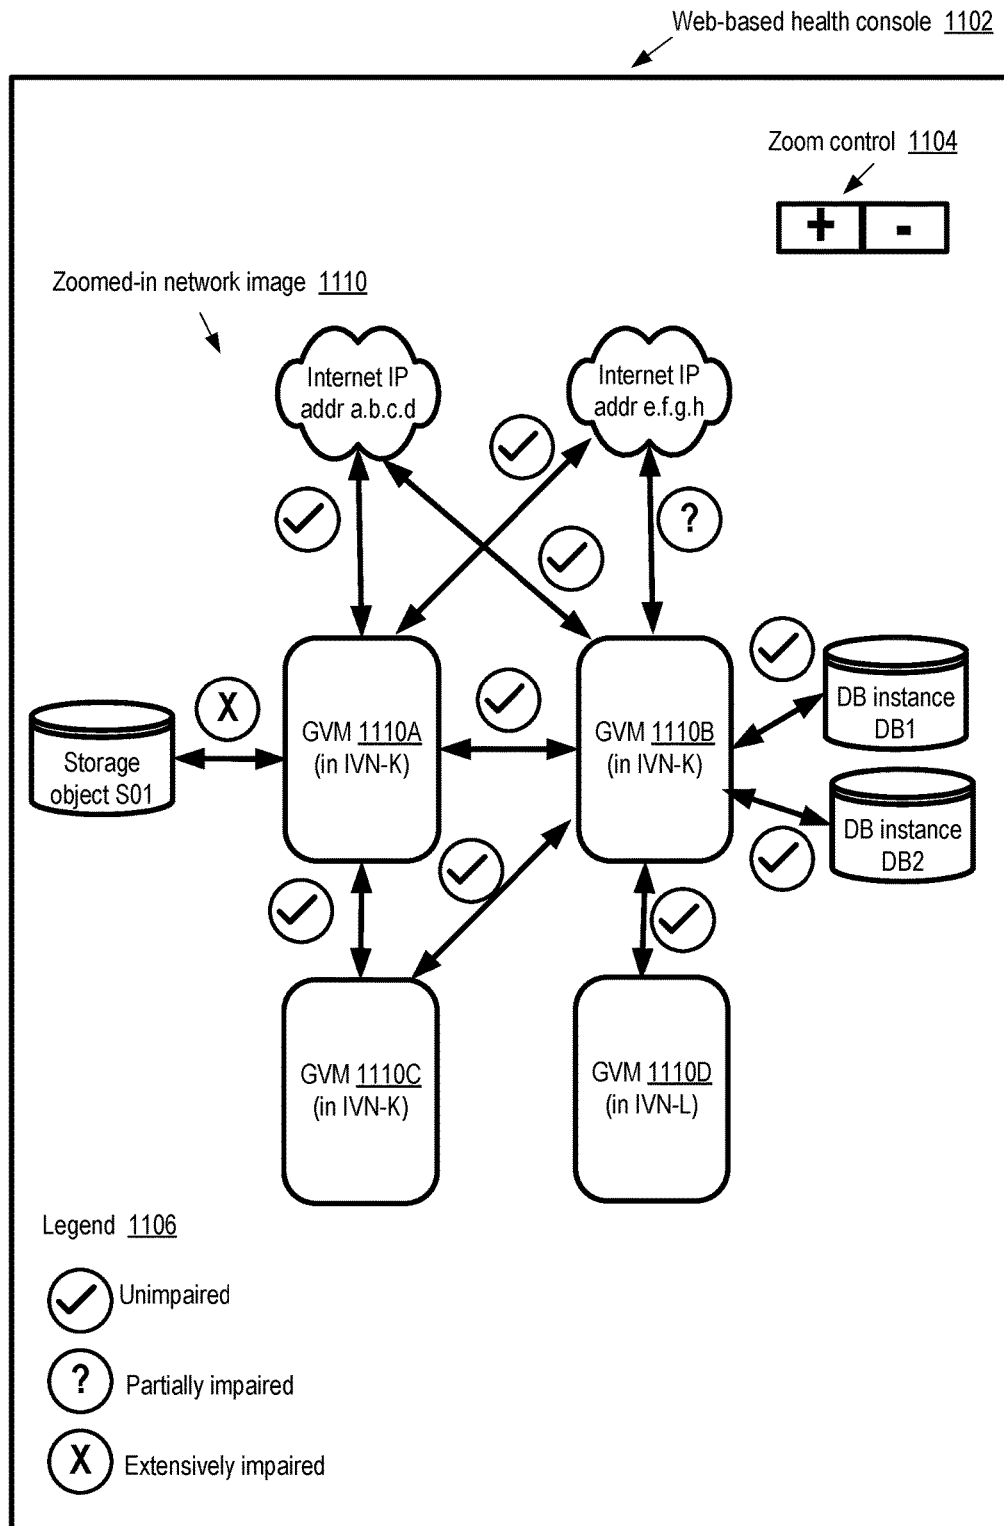 Web-based health console 1102
Zoom control 1104
+ -
Zoomed-in network image 1110
Internet IP
addr a.b.c.d
Internet IP
addr e.f.g.h
?
X
Storage
object S01
GVM 1110A
(in IVN-K)
GVM 1110B
(in IVN-K)
DB instance
DB1
DB instance
DB2
GVM 1110C
(in IVN-K)
GVM 1110D
(in IVN-L)
Legend 1106
Unimpaired
? Partially impaired
X Extensively impaired